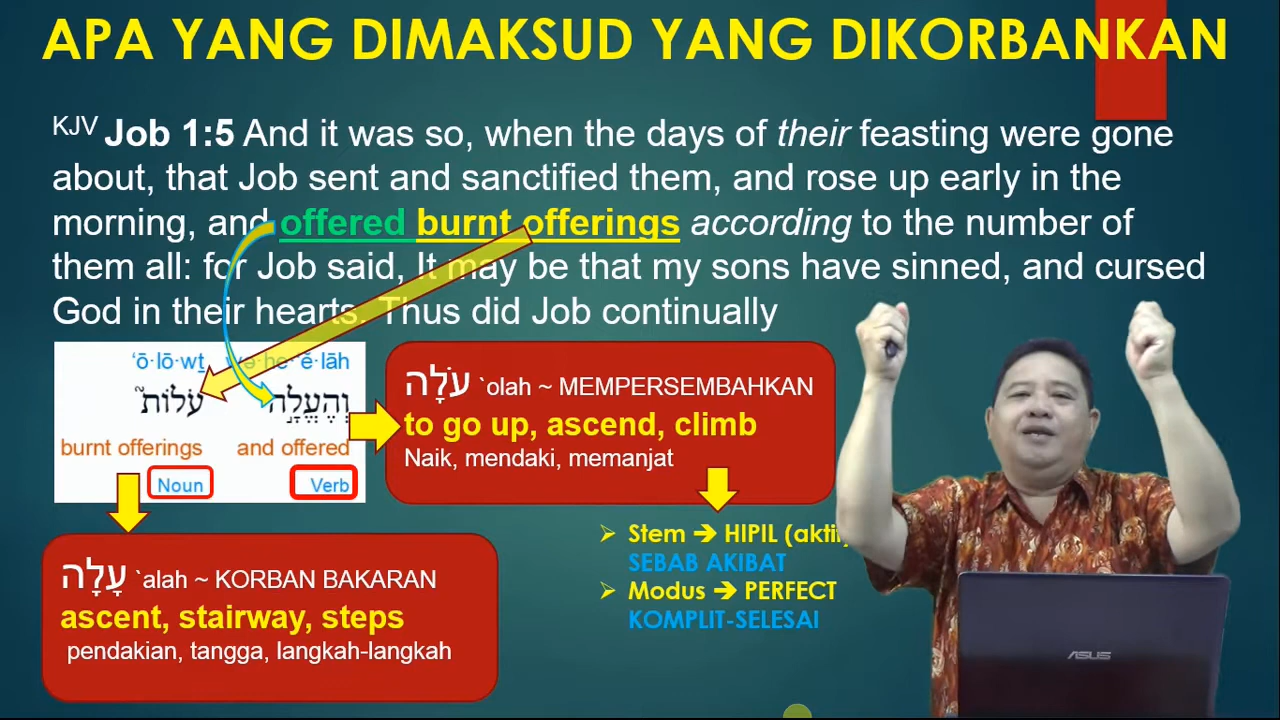 APA YANG DIMAKSUD YANG DIKORBANKAN
KJV Job 1:5 And it was so, when the days of their feasting were gone
about, that Job sent and sanctified them, and rose up early in the
morning, and offered burnt offerings according to the number of
them all: for Job said, It may be that my sons have sinned, and cursed
God in their hearts. Thus did Job continually
‘ō·lō·wṯ wə·he·‘ĕ·lāh
וְהֶעֱלָ֣ה עֹלוֹת֮
burnt offerings and offered
Noun Verb
עֹלָה `olah ~ MEMPERSEMBAHKAN
to go up, ascend, climb
Naik, mendaki, memanjat
עָלָה `alah ~ KORBAN BAKARAN
ascent, stairway, steps
pendakian, tangga, langkah-langkah
➢ Stem ➔ HIPIL (aktif)
SEBAB AKIBAT
➢ Modus ➔ PERFECT
KOMPLIT-SELESAI
ASUS